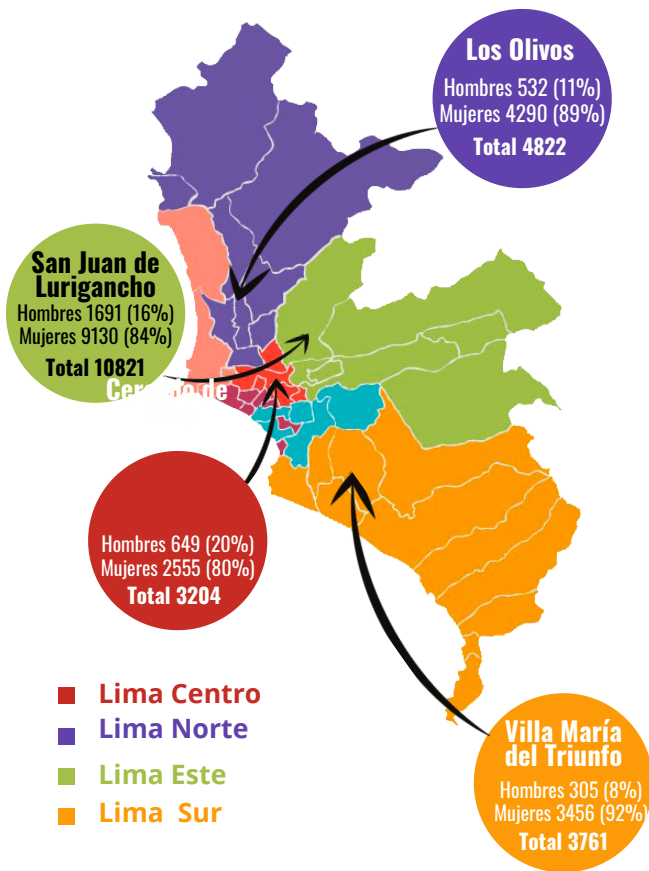 Los Olivos
Hombres 532 (11%)
Mujeres 4290 (89%)
Total 4822
San Juan de
Lurigancho
Hombres 1691 (16%)
Mujeres 9130 (84%)
Total 10821
de
Hombres 649 (20%)
Mujeres 2555 (80%)
Total 3204
Lima Centro
Lima Norte
Lima Este
Lima Sur
Villa María
del Triunfo
Hombres 305 (8%)
Mujeres 3456 (92%)
Total 3761